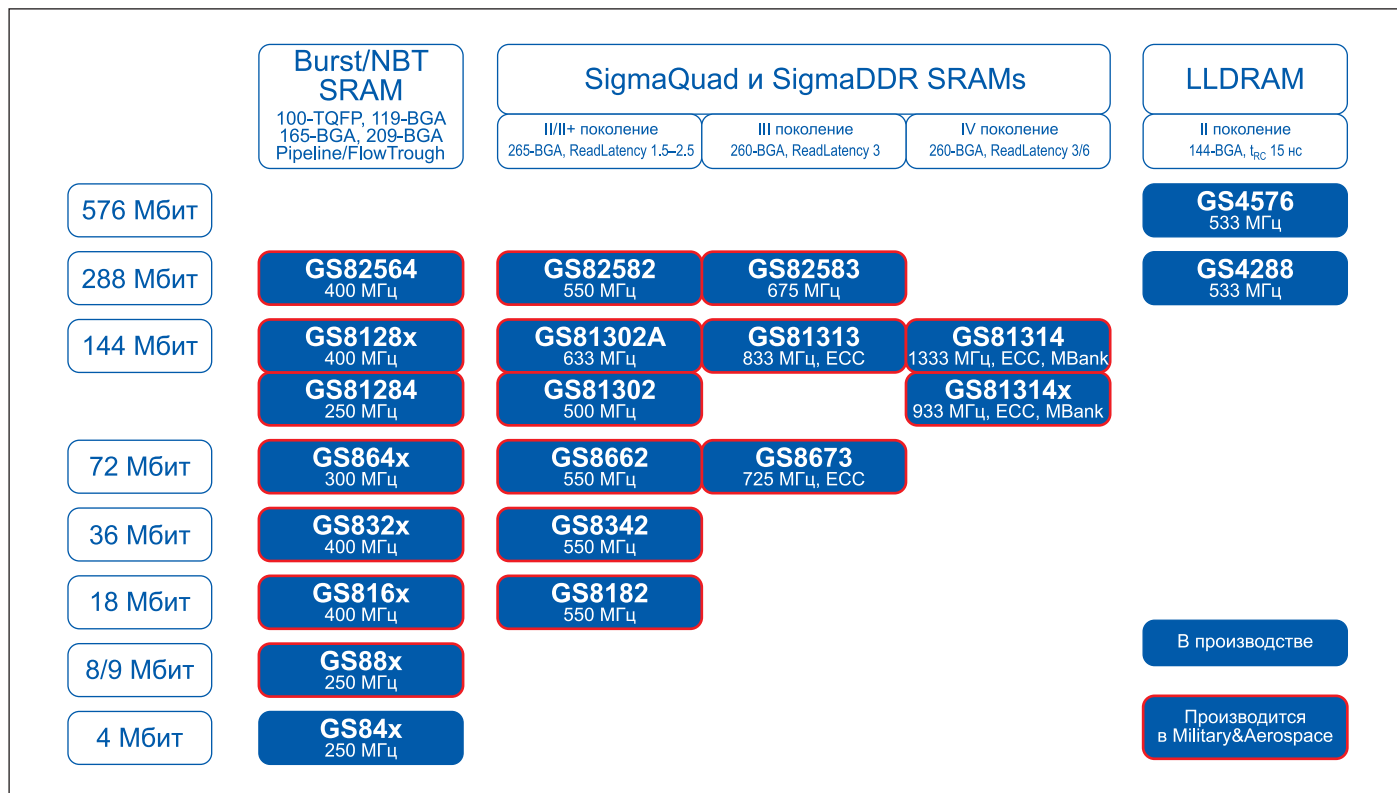 Burst/NBT
SRAM
100-TQFP, 119-BGA
165-BGA, 209-BGA
Pipeline/FlowTrough
SigmaQuad и SigmaDDR SRAMs
II/II+ поколение
265-BGA, ReadLatency 1.5–2.5
III поколение
260-BGA, ReadLatency 3
IV поколение
260-BGA, ReadLatency 3/6
LLDRAM
II поколение
144-BGA, tRC 15 нс
576 Мбит
GS4576
533 МГц
288 Мбит
GS82564
400 МГц
GS82582
550 МГц
GS82583
675 МГц
GS4288
533 МГц
144 Мбит
GS8128x
400 МГц
GS81302A
633 МГц
GS81313
833 МГц, ECC
GS81314
1333 МГц, ECC, MBank
GS81284
250 МГц
GS81302
500 МГц
GS81314x
933 МГц, ECC, MBank
72 Мбит
GS864x
300 МГц
GS8662
550 МГц
GS8673
725 МГц, ECC
36 Мбит
GS832x
400 МГц
GS8342
550 МГц
18 Мбит
GS816x
400 МГц
GS8182
550 МГц
8/9 Мбит
GS88x
250 МГц
4 Мбит
GS84x
250 МГц
В производстве
Производится
в Military&Aerospace